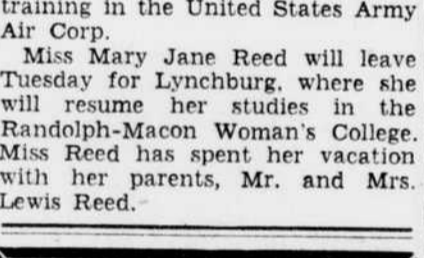 training in the United States Army
Air Corp.
Miss Mary Jane Reed will leave
Tuesday for Lynchburg, where she
will resume her studies in the
Randolph-Macon Woman's College.
Miss Reed has spent her vacation
with her parents, Mr. and Mrs.
Lewis Reed.